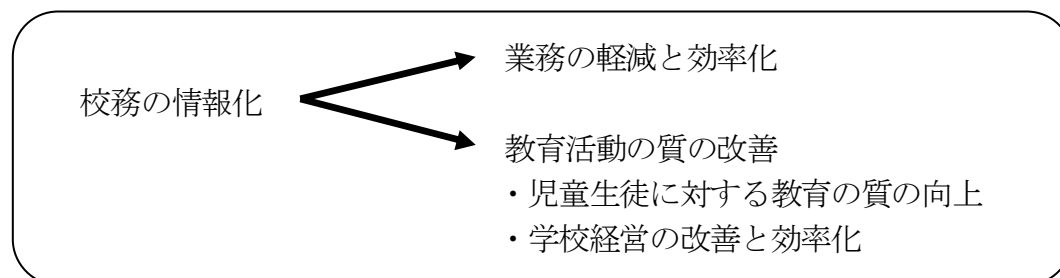 業務の軽減と効率化
校務の情報化
教育活動の質の改善
・児童生徒に対する教育の質の向上
・学校経営の改善と効率化